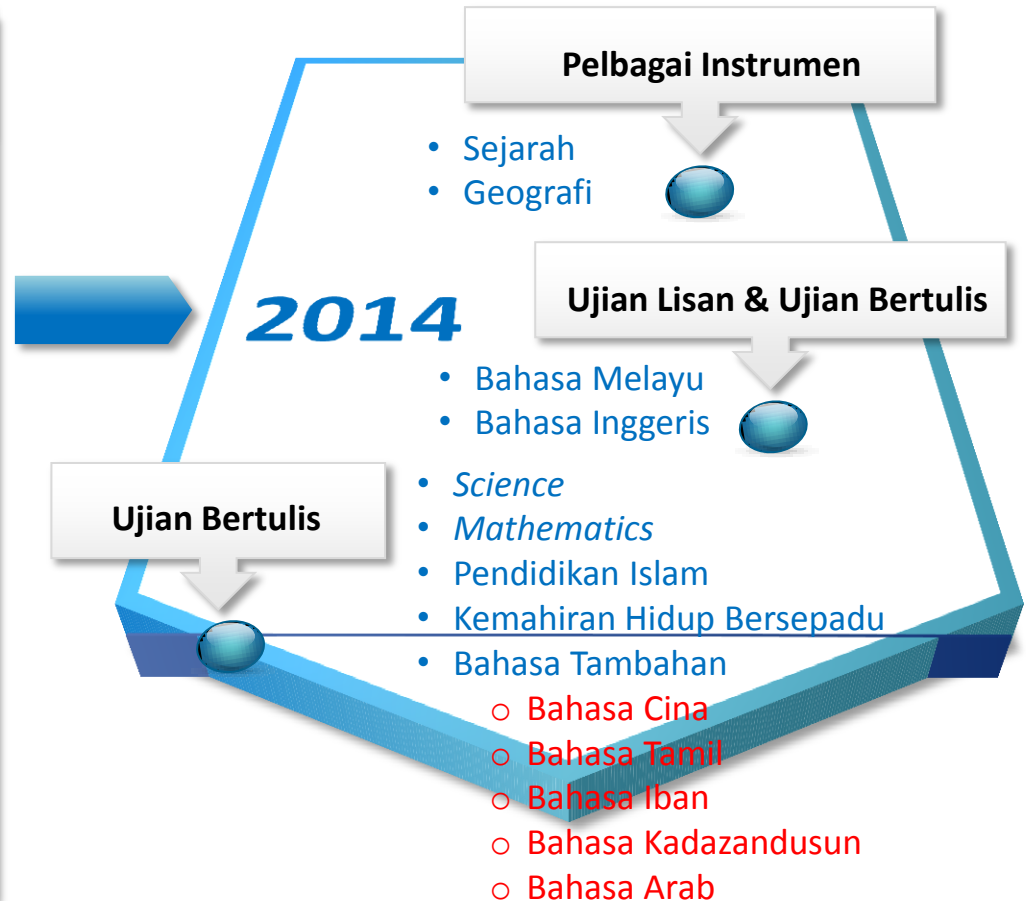 Pelbagai Instrumen
• Sejarah
• Geografi
2014
Ujian Lisan & Ujian Bertulis
• Bahasa Melayu
• Bahasa Inggeris
Ujian Bertulis
• Science
• Mathematics
• Pendidikan Islam
• Kemahiran Hidup Bersepadu
• Bahasa Tambahan
o Bahasa Cina
o Bahasa Tamil
o Bahasa Iban
o Bahasa Kadazandusun
o Bahasa Arab